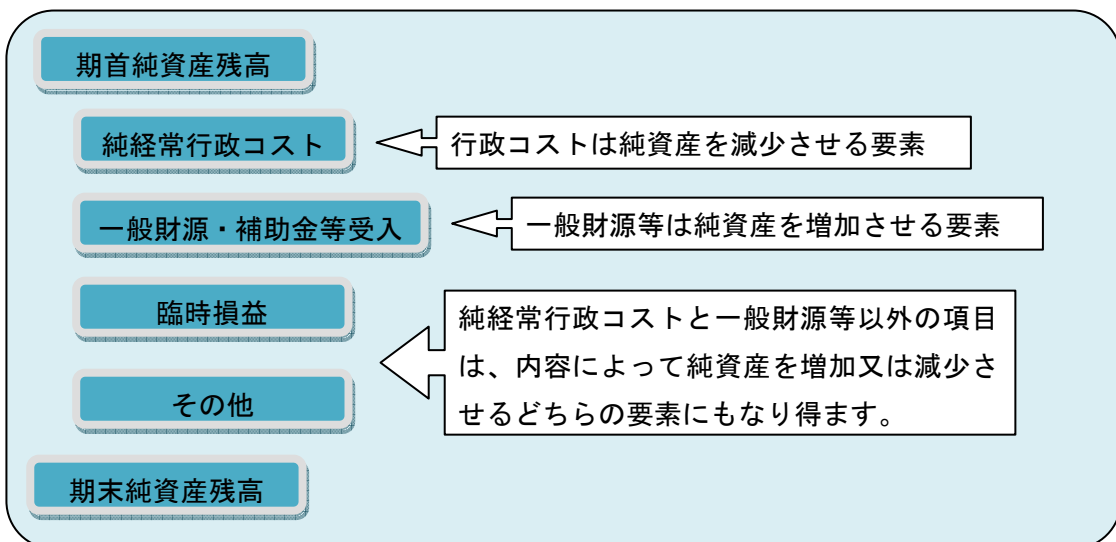 期首純資産残高
純経常行政コスト
行政コストは純資産を減少させる要素
一般財源・補助金等受入
一般財源等は純資産を増加させる要素
臨時損益
純経常行政コストと一般財源等以外の項目
は、内容によって純資産を増加又は減少さ
せるどちらの要素にもなり得ます。
その他
期末純資産残高